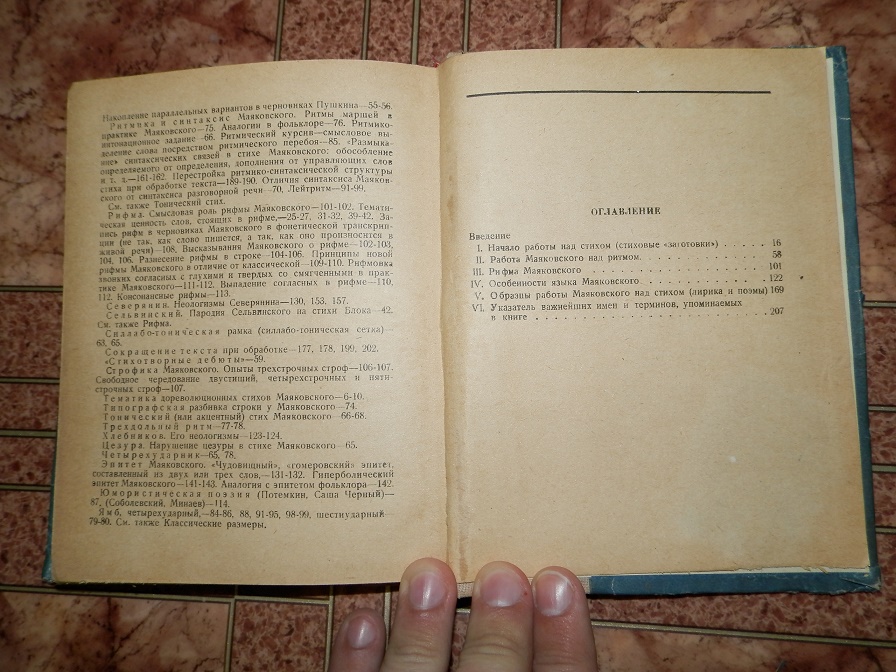 Накопление параллельных вариантов в черновиках Пушкина—55-56.
Ритмика и синтаксис Маяковского. Ритмы маршей в
практике Маяковского—75. Аналогии в фольклоре—76. Ритмико-
интонационное задание—66. Ритмический курсив—смысловое вы-
деление слова посредством ритмического перебоя—85. «Размыка-
ние» синтаксических связей в стихе Маяковского: обособление
определяемого от определения, дополнения от управляющих слов
и т. д.—161-162. Перестройка ритмико-синтаксической структуры
стиха при обработке текста—189-190. Отличия синтаксиса Маяков-
ского от синтаксиса разговорной речи—70, Лейтритм—91-99.
См. также Тонический стих.
Рифма. Смысловая роль рифмы Маяковского—101-102. Темати-
ческая ценность слов, стоящих в рифме,—25-27, 31-32, 39-42. За-
пись рифм в черновиках Маяковского в фонетической транскрип-
ции (не так, как слово пишется, а так, как оно произносится в
живой речи)—108. Высказывания Маяковского о рифме—102-103,
104, 106. Разнесение рифмы в строке—104-106. Принципы новой
рифмы Маяковского в отличие от классической—109-110. Рифмовка
звонких согласных с глухими и твердых со смягченными в прак-
тике Маяковского—111-112. Выпадение согласных в рифме—110,
112. Консонансные рифмы—113.
Северянин. Неологизмы Северянина—130, 153, 157.
Сельвинский. Пародия Сельвинского на стихи Блока—42.
См. также Рифма.
Силлабо-тоническая рамка (силлабо-тоническая сетка)—
63, 65.
Сокращение текста при обработке—177, 178, 199, 202.
«Стихотворные дебюты»—59.
Строфика Маяковского. Опыты трехстрочных строф—106-107.
Свободное чередование двустиший, четырехстрочных и пяти-
строчных строф—107.
Тематика дореволюционных стихов Маяковского—6-10.
Типографская разбивка строки у Маяковского—74.
Тонический (или акцентный) стих Маяковского—66-68.
Трехдольный ритм—77-78.
Хлебников. Его неологизмы—123-124.
Цезура. Нарушение цезуры в стихе Маяковского—65.
Четырехударник—65, 78.
Эпитет Маяковского. «Чудовищный», «гомеровский» эпитет,
составленный из двух или трех слов,—131-132. Гиперболический
эпитет Маяковского—141-143. Аналогия с эпитетом фольклора—142.
Юмористическая поэзия (Потемкин, Саша Черный)—
87, (Соболевский, Минаев)—114.
Ямб, четырехударный,—84-86, 88, 91-95, 98-99, шестиударный—
79-80. См. также Классические размеры.
ОГЛАВЛЕНИЕ
Введение
I. Начало работы над стихом (стиховые «заготовки») . . . . . . 16
II. Работа Маяковского над ритмом. . . . . . . . . . . . . . . 58
III. Рифма Маяковского . . . . . . . . . . . . . . . . . . . . 101
IV. Особенности языка Маяковского. . . . . . . . . . . . . . . 122
V. Образцы работы Маяковского над стихом (лирика и поэмы) 169
VI. Указатель важнейших имен и терминов, упоминаемых
в книге . . . . . . . . . . . . . . . . . . . . . . . . . . 207